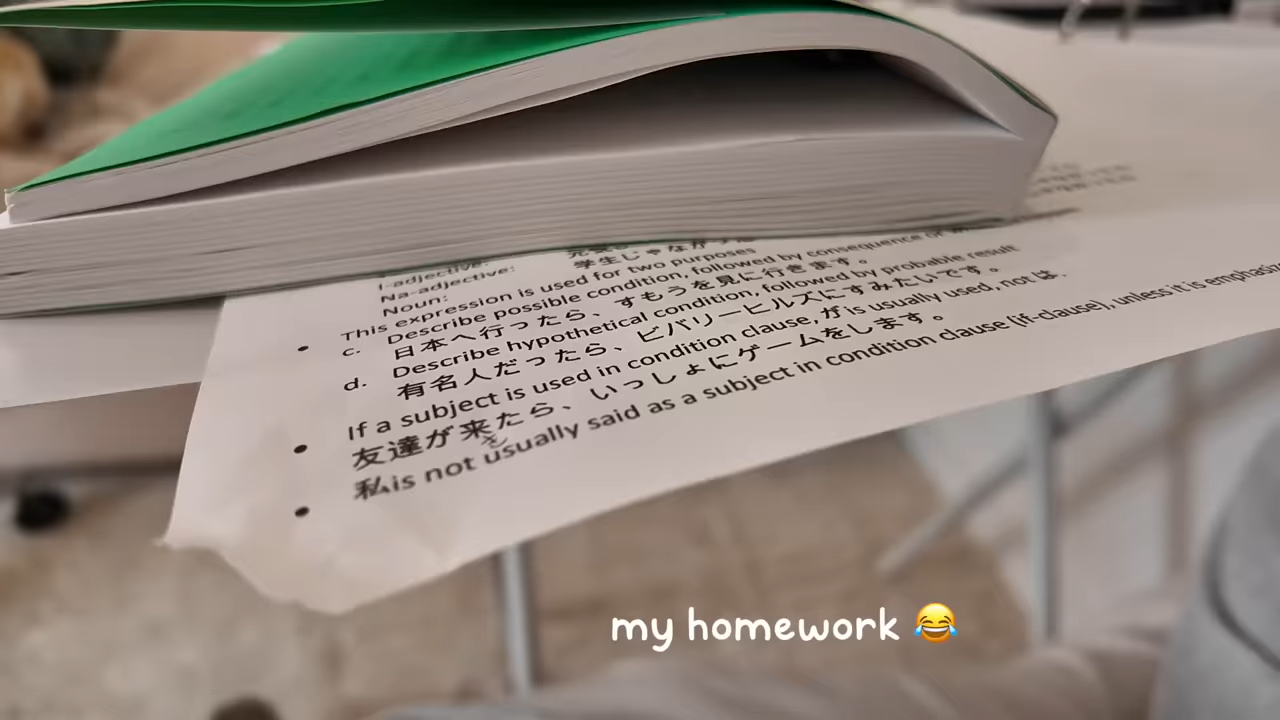 I-adjective:
Na-adjective:
Noun:
学生じゃなかった
This expression is used for two purposes
c. Describe possible condition, followed by consequence of
日本へ行ったら、すもうを見に行きます。
d. Describe hypothetical condition, followed by probable result
有名人だったら、ビバリーヒルズにすみたいです。
If a subject is used in condition clause, が is usually used, not は.
友達が来たら、いっしょにゲームをします。
私is not usually said as a subject in condition clause (if-clause), unless it is emphasize
my homework 😂